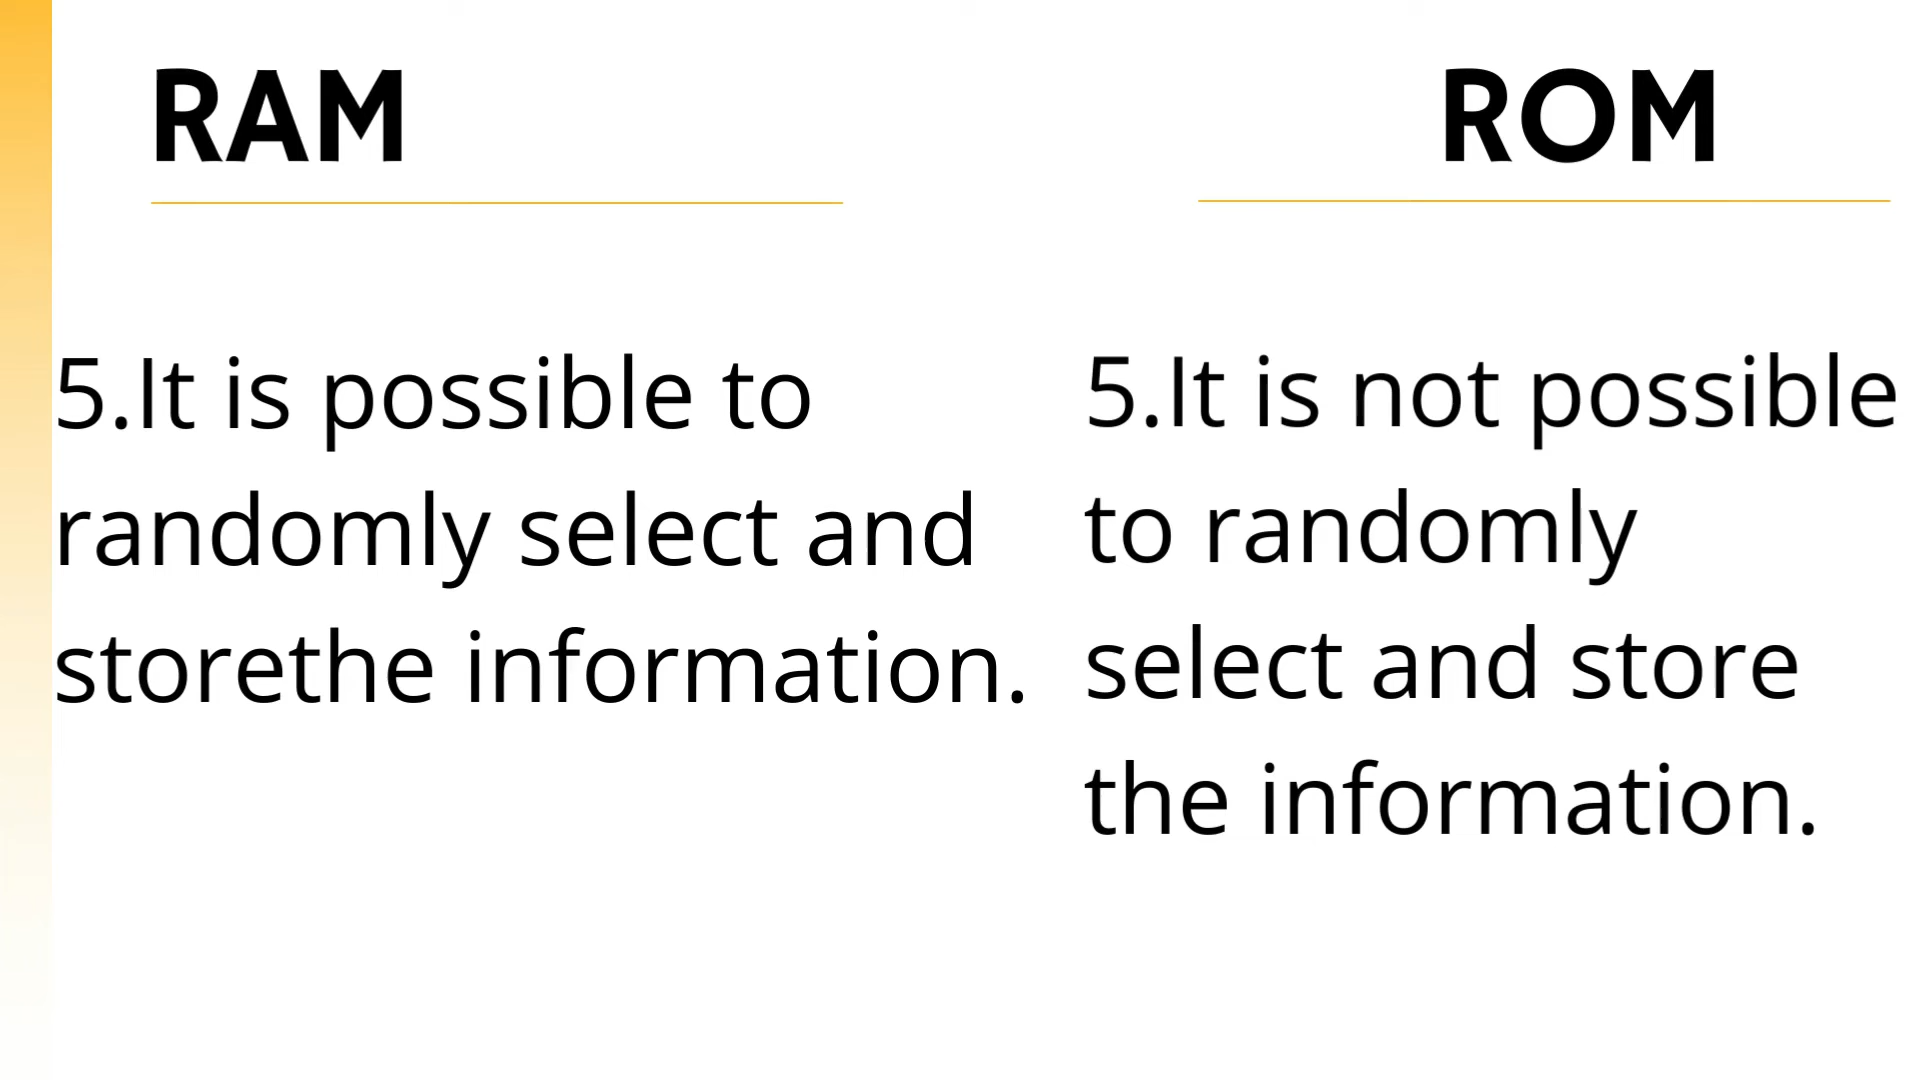 RAM
5.It is possible to
randomly select and
storethe information.
ROM
5.It is not possible
to randomly
select and store
the information.